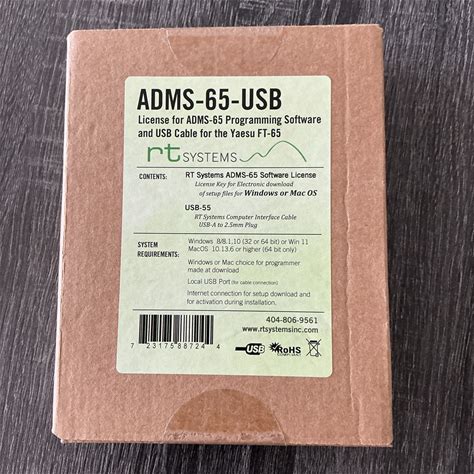 ADMS-65-USB
License for ADMS-65 Programming Software
and USB Cable for the Yaesu FT-65
rt SYSTEMS
CONTENTS: RT Systems ADMS-65 Software License
License Key for Electronic download
of setup files for Windows or Mac OS
USB-55
RT Systems Computer Interface Cable
USB-A to 2.5mm Plug
SYSTEM REQUIREMENTS: Windows 8/8.1,10 (32 or 64 bit) or Win 11
MacOS 10.13.6 or higher (64 bit only)
Windows or Mac choice for programmer
made at download
Local USB Port (for cable connection)
Internet connection for setup download and
for activation during installation.
404-806-9561
www.rtsystemsinc.com
7 23175 88724 4
USB
RoHS